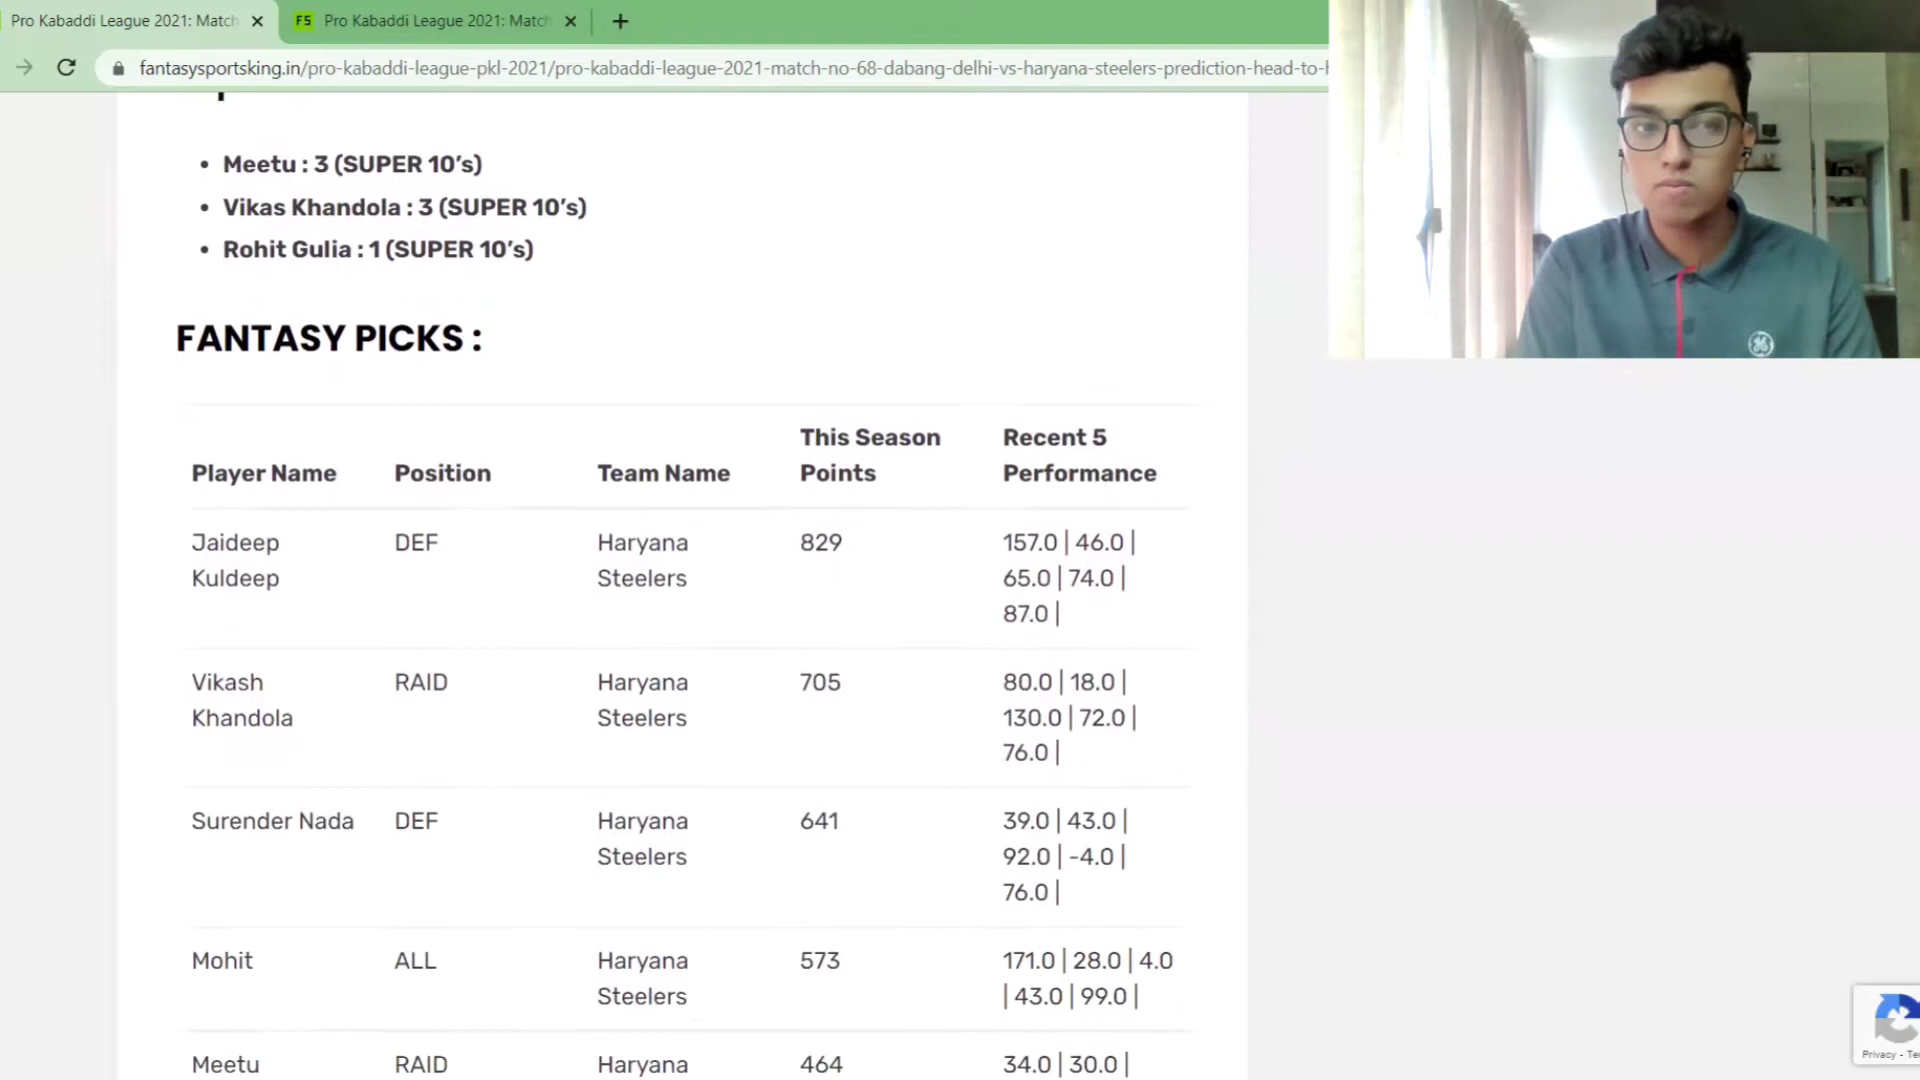 Pro Kabaddi League 2021: Match
F5 Pro Kabaddi League 2021: Match
fantasysportsking.in/pro-kabaddi-league-pkl-2021/pro-kabaddi-league-2021-match-no-68-dabang-delhi-vs-haryana-steelers-prediction-head-to-
• Meetu : 3 (SUPER 10’s)
• Vikas Khandola : 3 (SUPER 10’s)
• Rohit Gulia : 1 (SUPER 10’s)
FANTASY PICKS :
This Season Recent 5
Player Name Position Team Name Points Performance
Jaideep DEF Haryana 829 157.0 | 46.0 |
Kuldeep Steelers 65.0 | 74.0 |
87.0 |
Vikash RAID Haryana 705 80.0 | 18.0 |
Khandola Steelers 130.0 | 72.0 |
76.0 |
Surender Nada DEF Haryana 641 39.0 | 43.0 |
Steelers 92.0 | -4.0 |
76.0 |
Mohit ALL Haryana 573 171.0 | 28.0 | 4.0
Steelers | 43.0 | 99.0 |
Meetu RAID Haryana 464 34.0 | 30.0 |
Privacy - Te